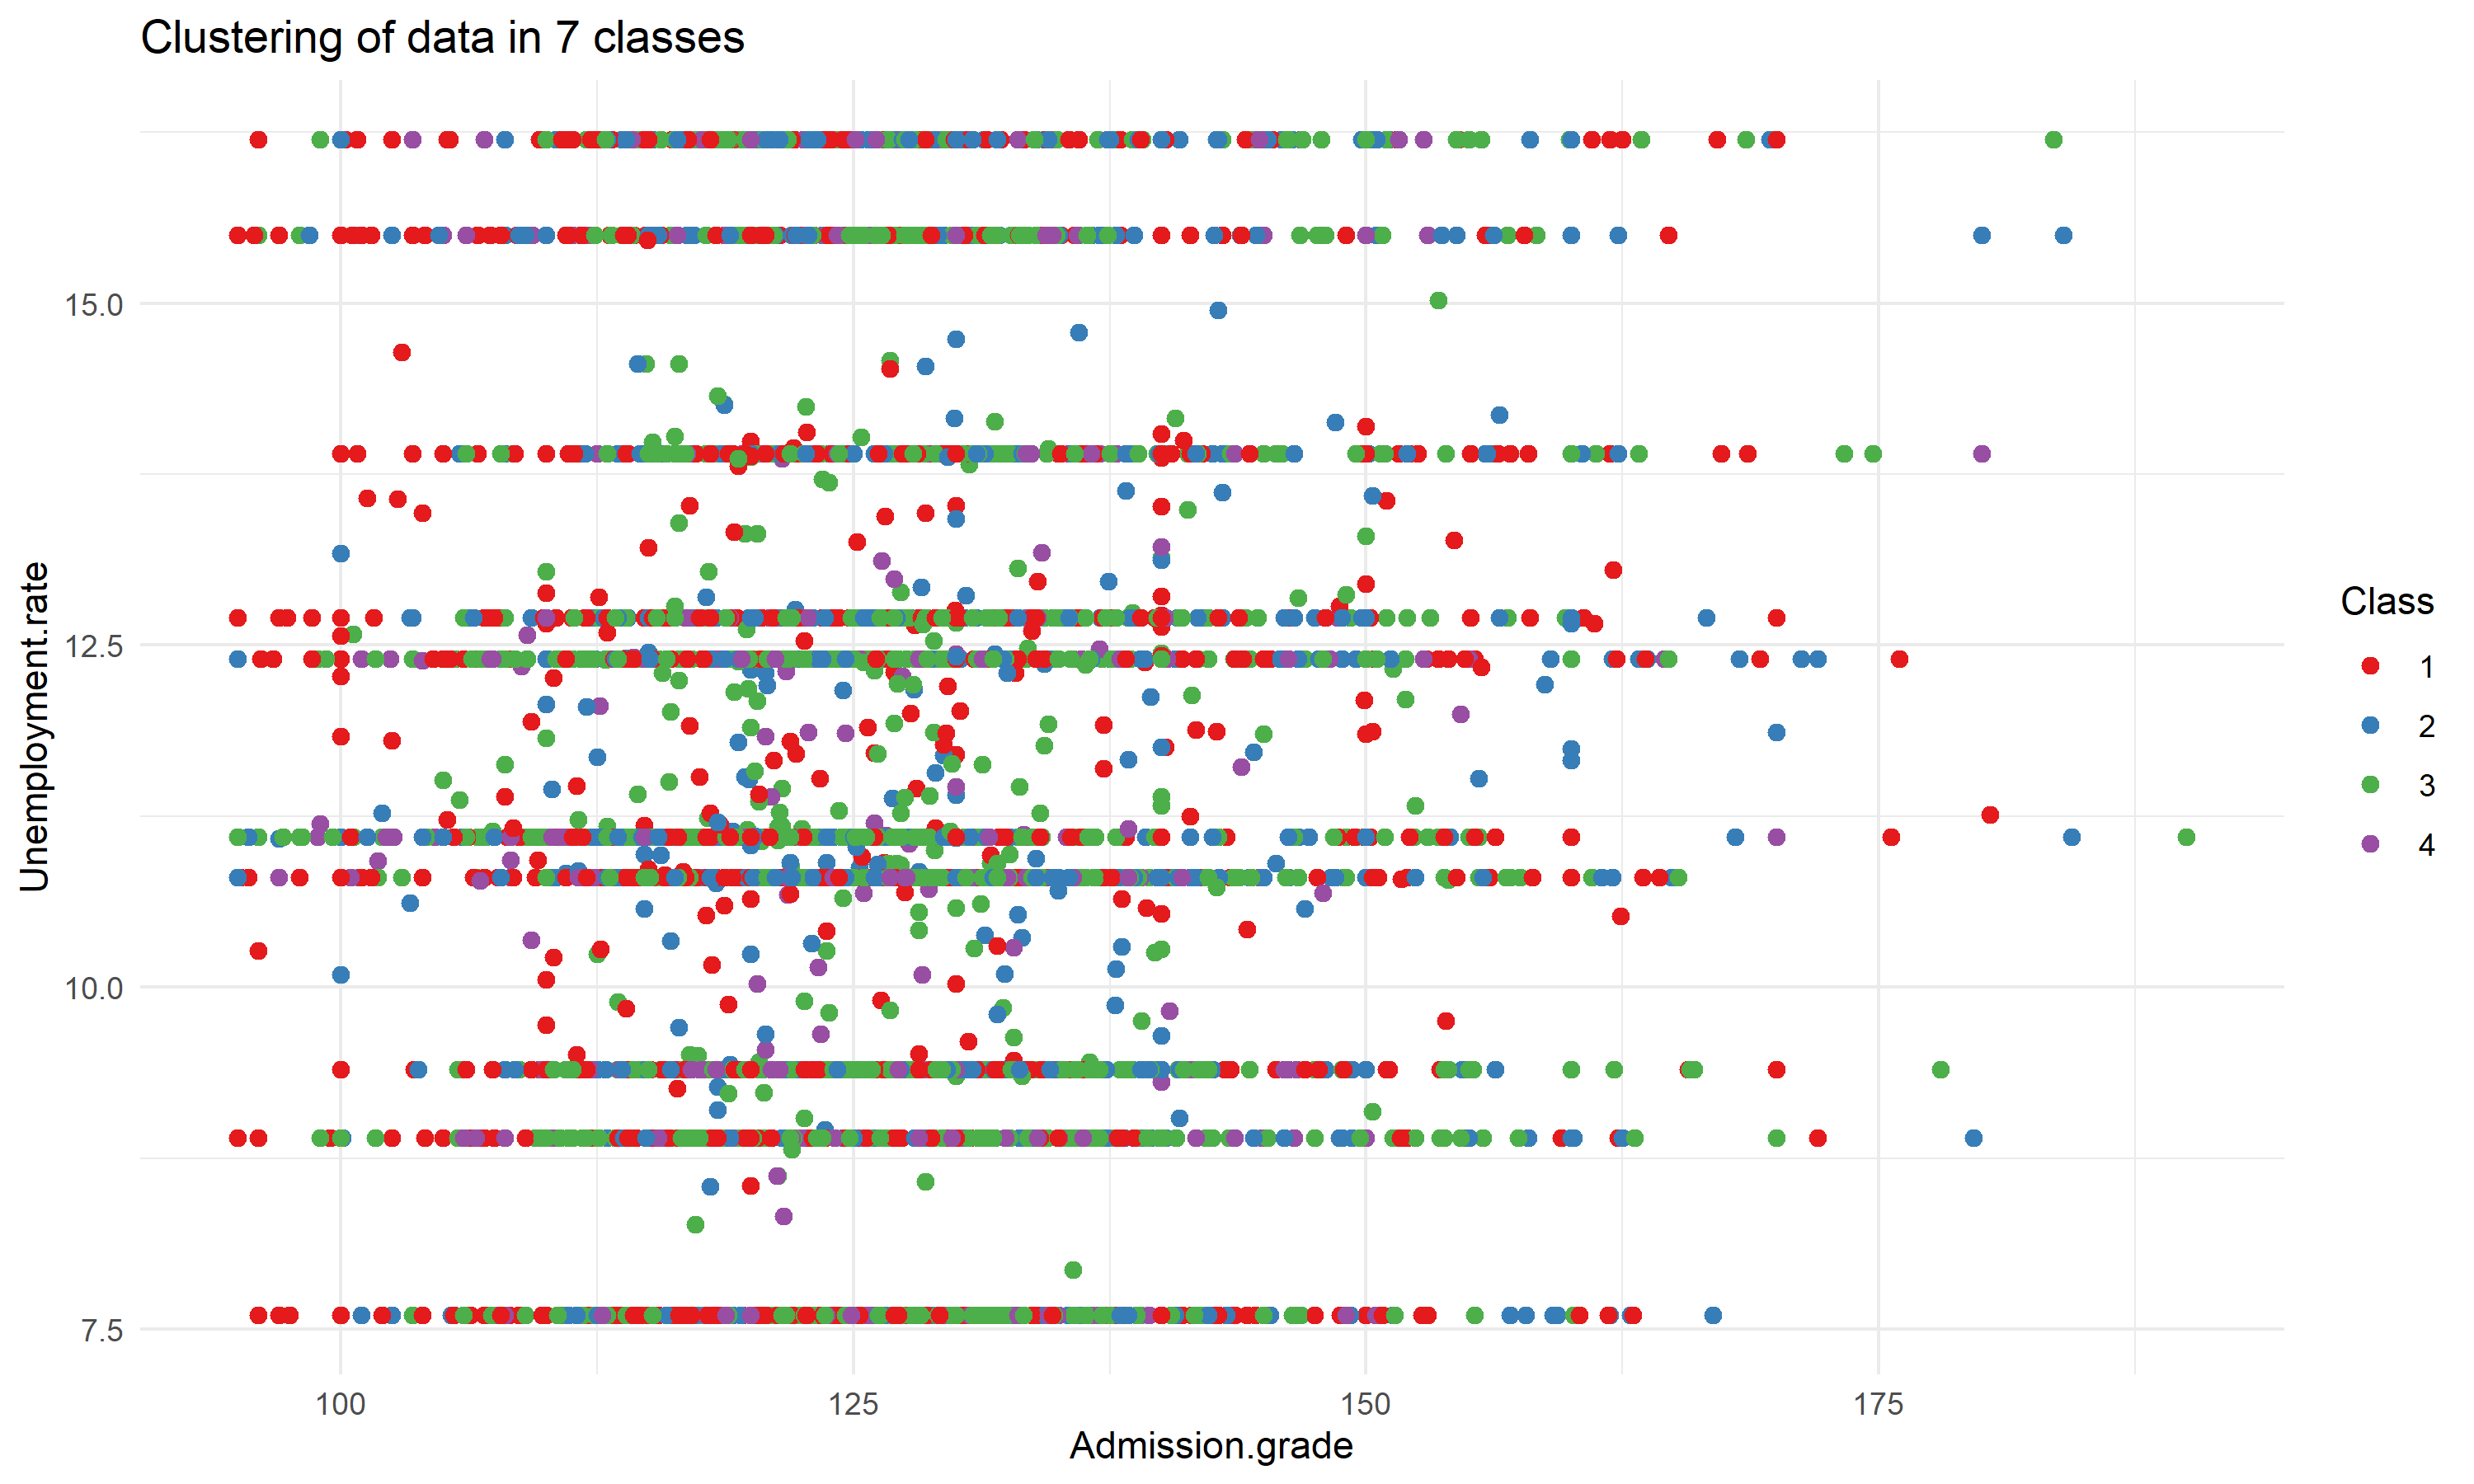 Clustering of data in 7 classes
Unemployment.rate
15.0
12.5
10.0
7.5
100 125 150 175
Admission.grade
Class
1
2
3
4